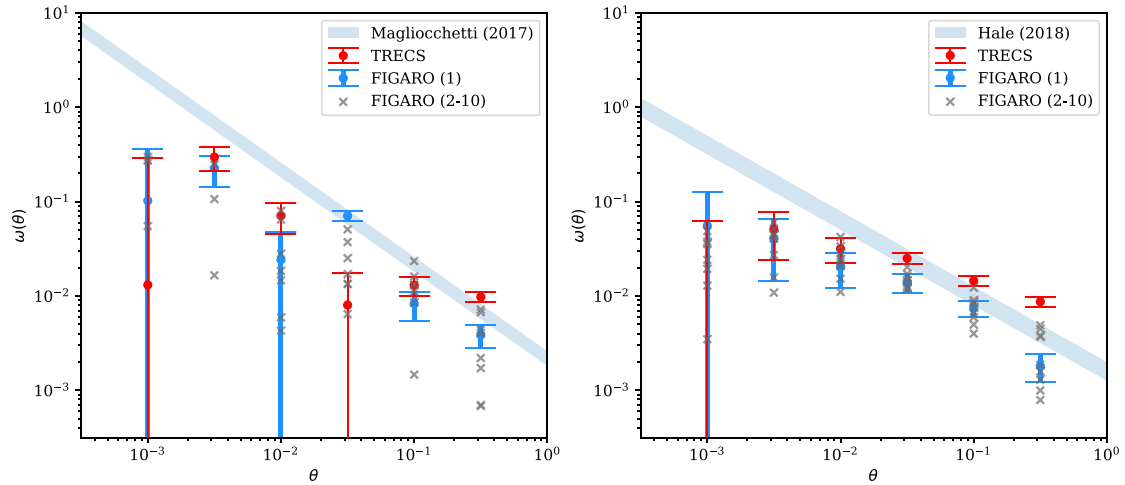 10^1
10^0
10^-1
10^-2
10^-3
ω(θ)
10^-3
10^-2
10^-1
10^0
θ
Magliocchetti (2017)
TRECS
FIGARO (1)
FIGARO (2-10)
10^1
10^0
10^-1
10^-2
10^-3
ω(θ)
10^-3
10^-2
10^-1
10^0
θ
Hale (2018)
TRECS
FIGARO (1)
FIGARO (2-10)